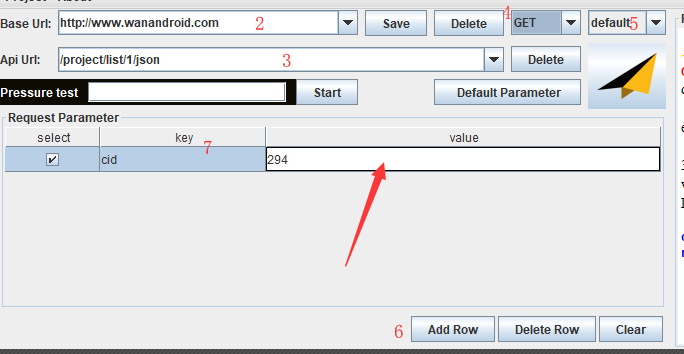 Project About
Base Url: http://www.wanandroid.com 2 Save Delete 4 GET default 5
Api Url: /project/list/1/json 3 Delete
Pressure test Start Default Parameter
Request Parameter
select key value
7
cid 294
6 Add Row Delete Row Clear